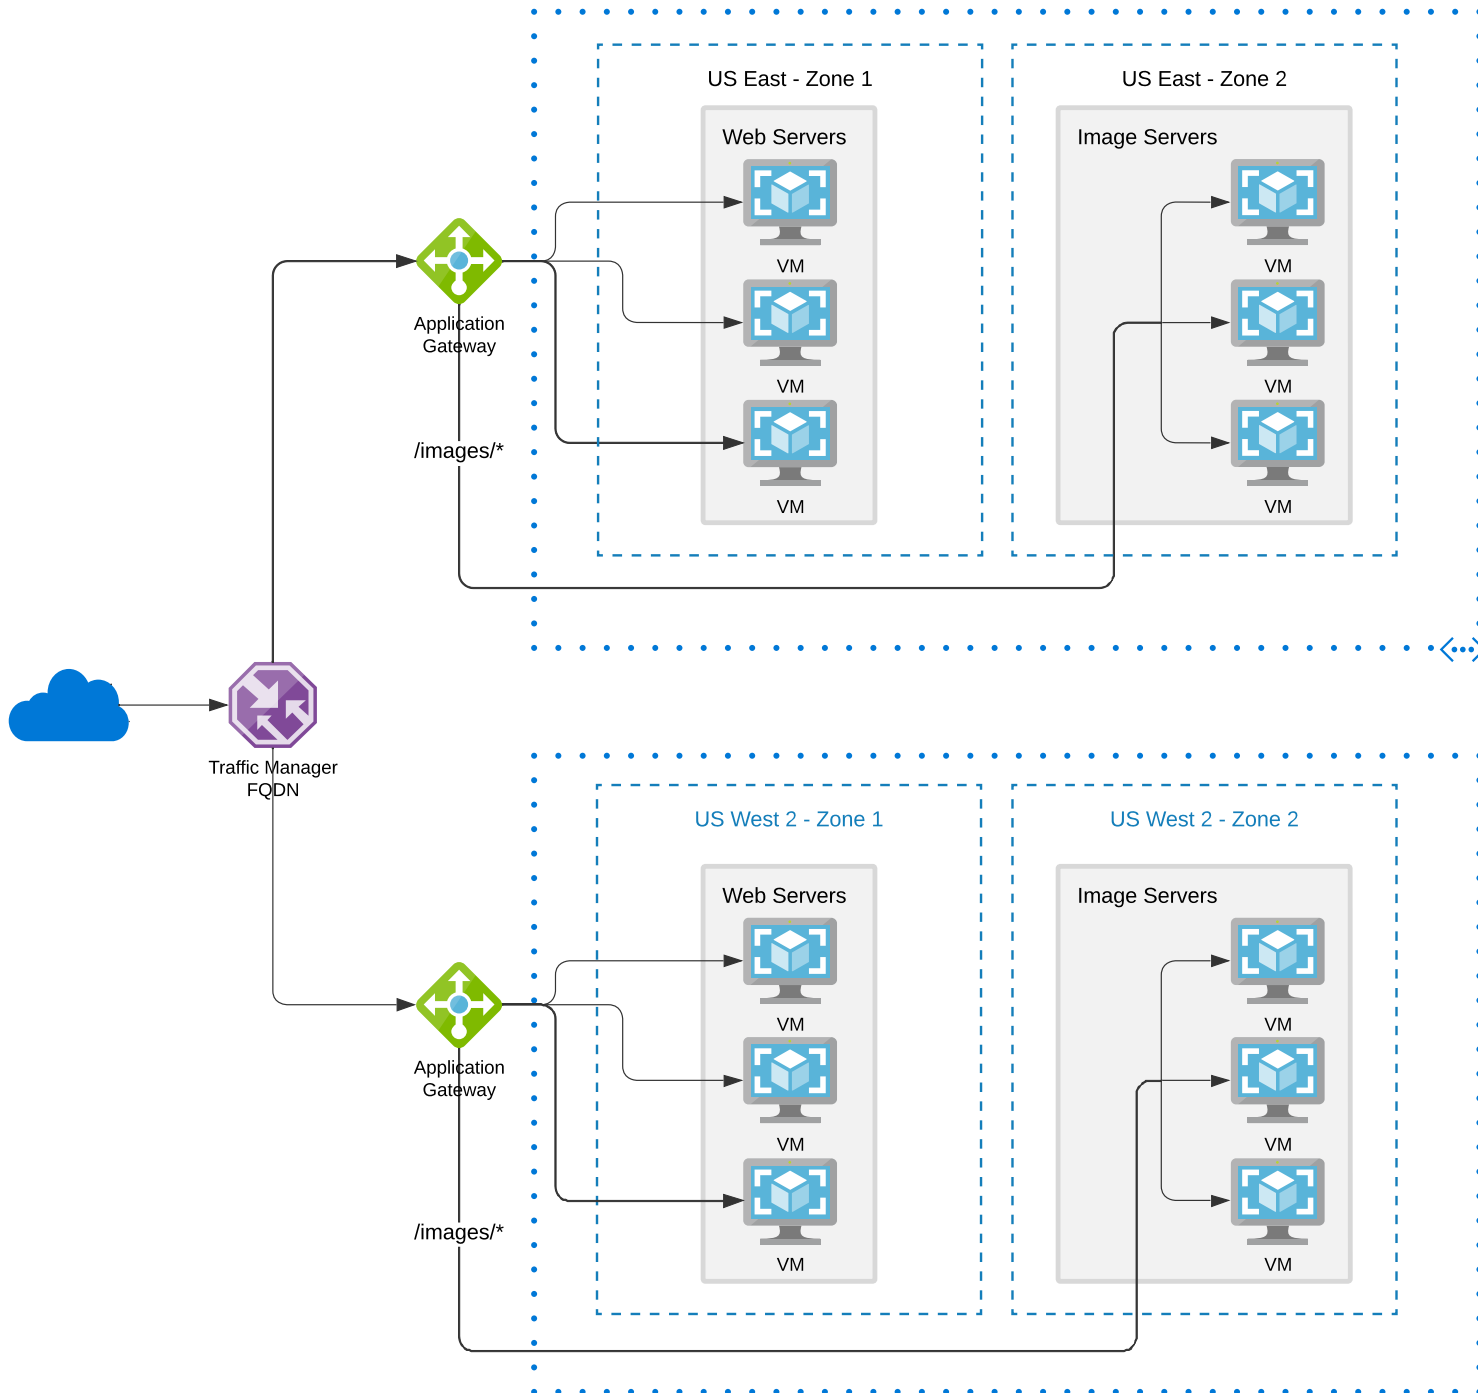 US East - Zone 1
US East - Zone 2
Web Servers
Image Servers
VM
VM
Application
Gateway
VM
VM
/images/*
VM
VM
Traffic Manager
FQDN
US West 2 - Zone 1
US West 2 - Zone 2
Web Servers
Image Servers
VM
VM
Application
Gateway
VM
VM
/images/*
VM
VM